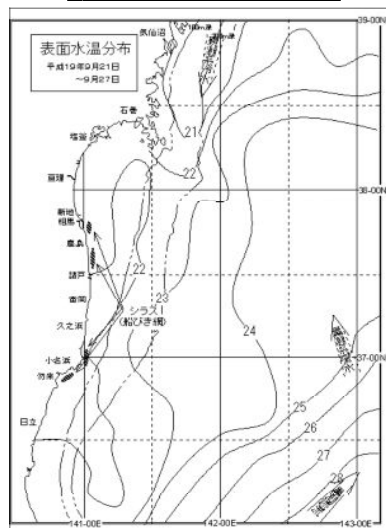 表面水温分布
平成19年9月21日
～9月27日
気仙沼
39-00N
石巻
21
塩釜
22
亘理
38-00N
新地
相馬
鹿島
請戸
22
23
富岡
シラス
(船びき網)
24
久之浜
37-00N
小名浜
勿来
25
26
日立
27
28
141-00E
142-00E
143-00E